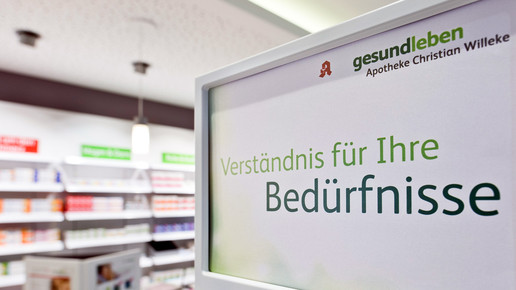 gesundleben
Apotheke Christian Willeke
Verständnis für Ihre
Bedürfnisse